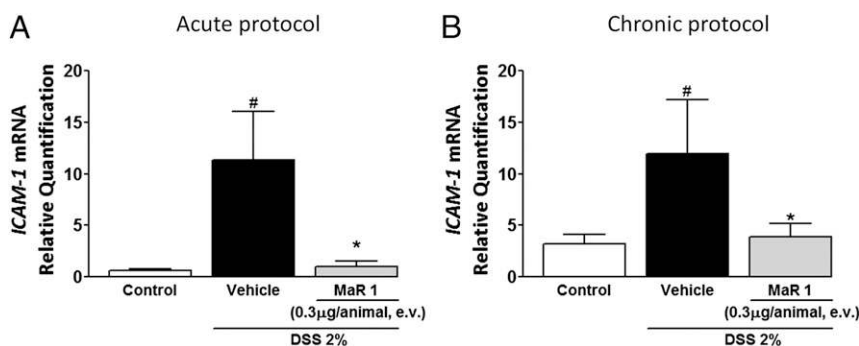 A
Acute protocol
ICAM-1 mRNA
Relative Quantification
20
15
10
5
0
#
*
Control
Vehicle
MaR 1
(0.3µg/animal, e.v.)
DSS 2%
B
Chronic protocol
ICAM-1 mRNA
Relative Quantification
20
15
10
5
0
#
*
Control
Vehicle
MaR 1
(0.3µg/animal, e.v.)
DSS 2%